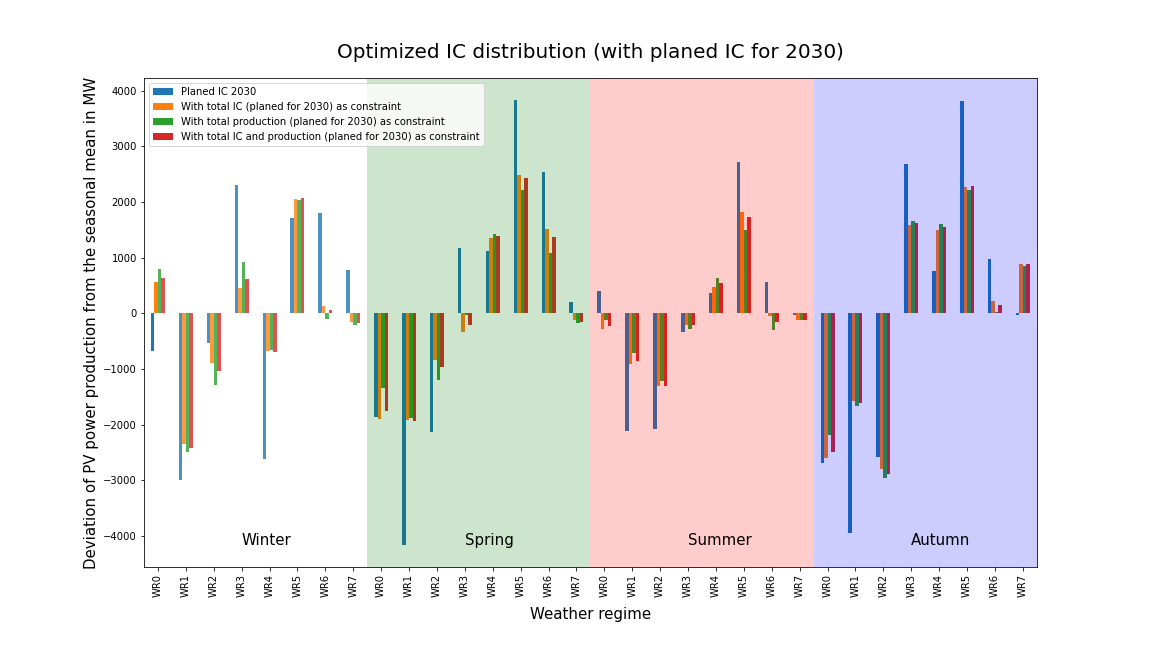 Optimized IC distribution (with planed IC for 2030)
Deviation of PV power production from the seasonal mean in MW
4000
3000
2000
1000
0
−1000
−2000
−3000
−4000
Planed IC 2030
With total IC (planed for 2030) as constraint
With total production (planed for 2030) as constraint
With total IC and production (planed for 2030) as constraint
Winter Spring Summer Autumn
WR0 WR1 WR2 WR3 WR4 WR5 WR6 WR7 WR0 WR1 WR2 WR3 WR4 WR5 WR6 WR7 WR0 WR1 WR2 WR3 WR4 WR5 WR6 WR7 WR0 WR1 WR2 WR3 WR4 WR5 WR6 WR7
Weather regime